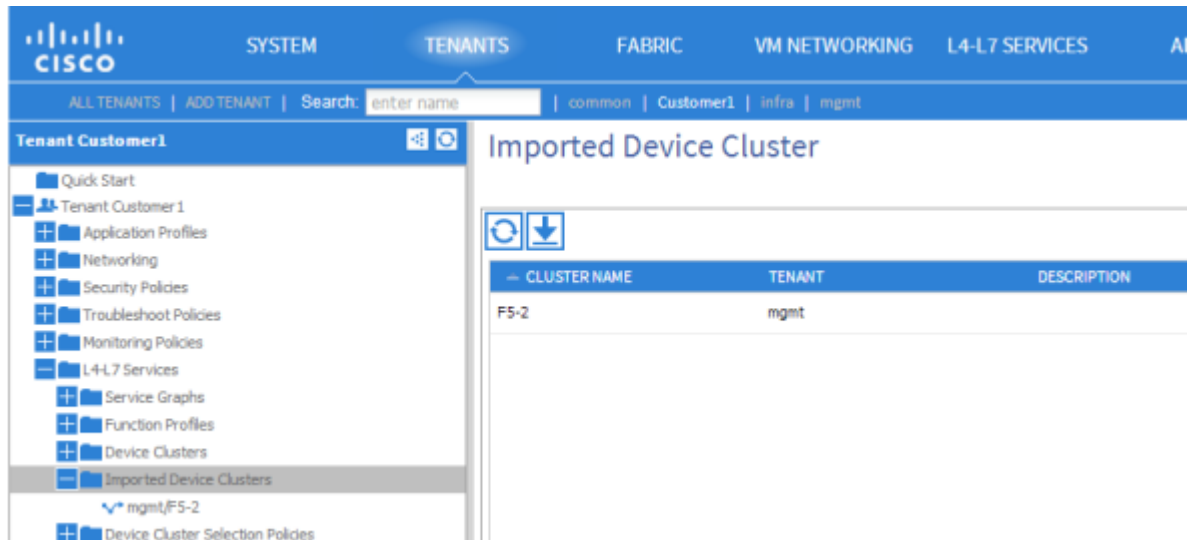 CISCO
SYSTEM TENANTS FABRIC VM NETWORKING L4-L7 SERVICES
ALL TENANTS | ADD TENANT | Search: enter name | common | Customer1 | infra | mgmt
Tenant Customer1
Quick Start
Tenant Customer1
Application Profiles
Networking
Security Policies
Troubleshoot Policies
Monitoring Policies
L4-L7 Services
Service Graphs
Function Profiles
Device Clusters
Imported Device Clusters
mgmt/F5-2
Device Cluster Selection Policies
Imported Device Cluster
CLUSTER NAME TENANT DESCRIPTION
F5-2 mgmt